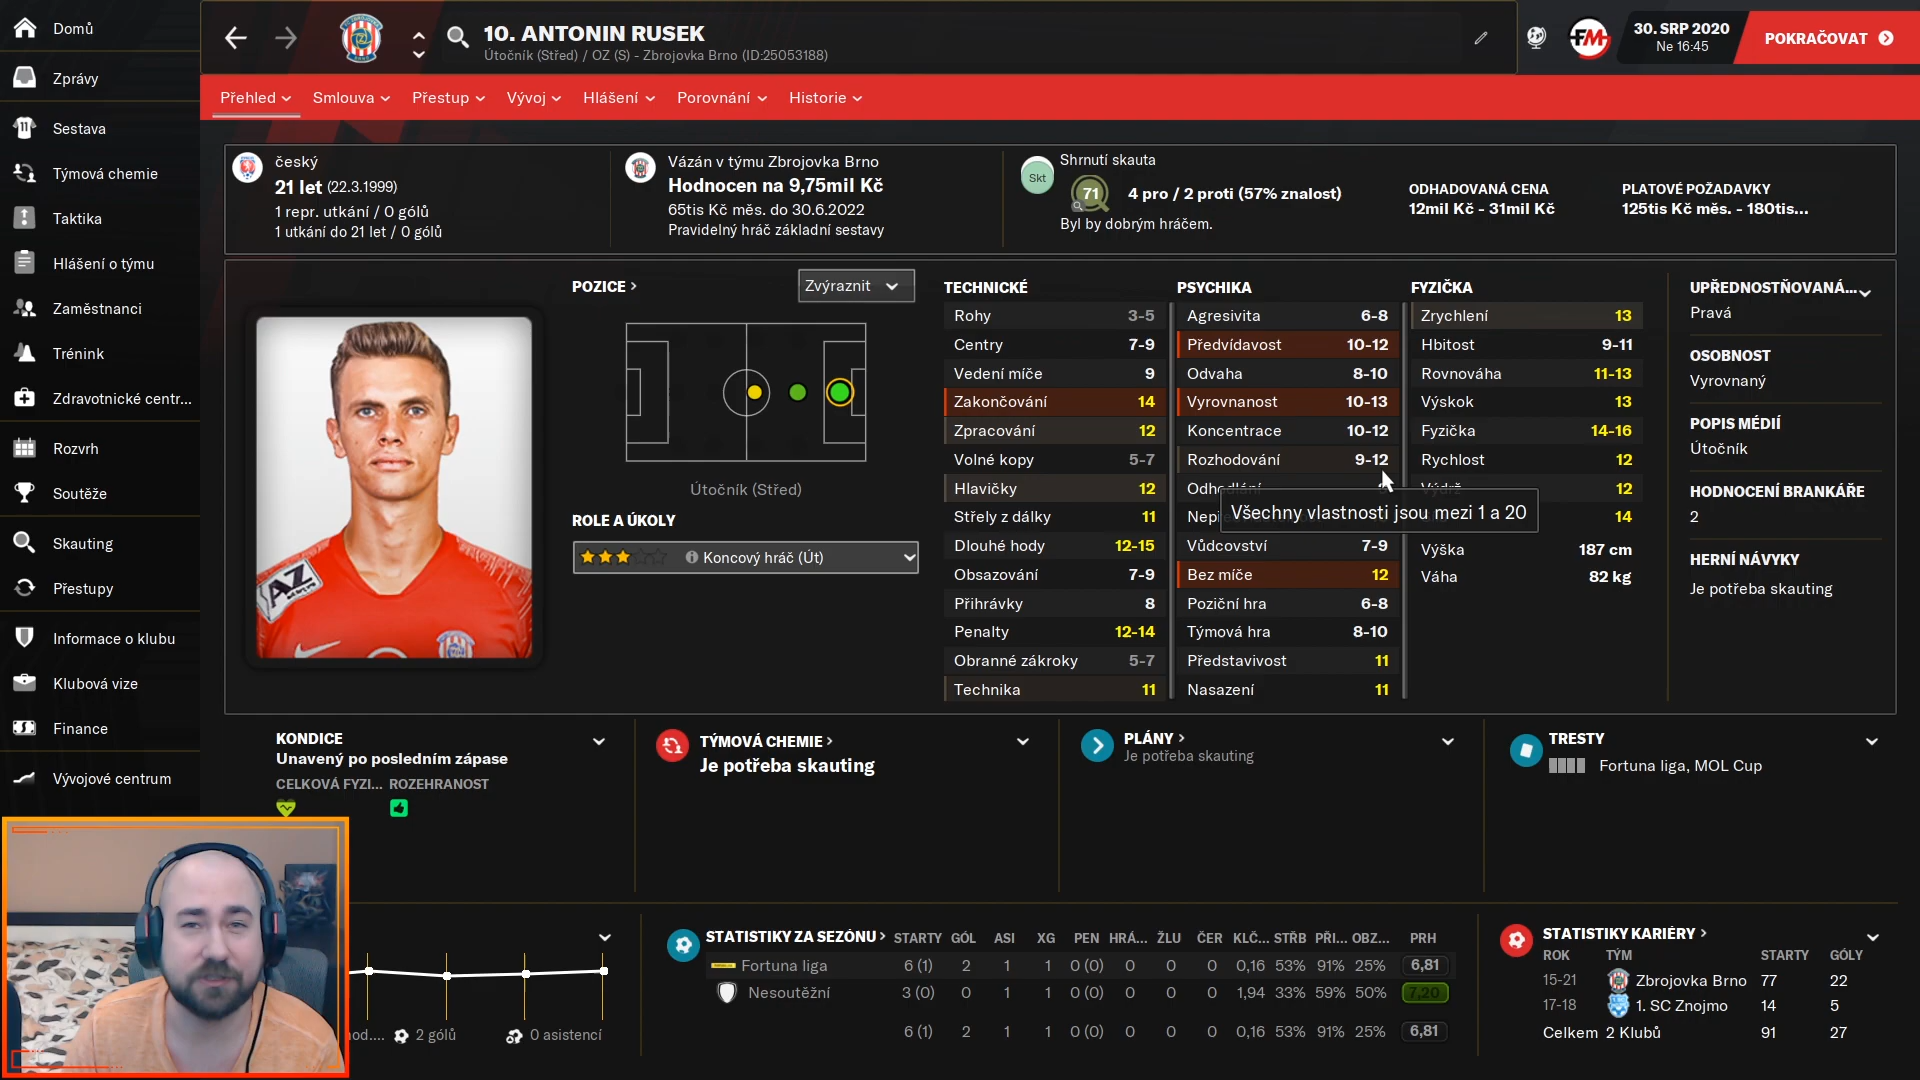 Domů
Zprávy
Sestava
Týmová chemie
Taktika
Hlášení o týmu
Zaměstnanci
Trénink
Zdravotnické centr...
Rozvrh
Soutěže
Skauting
Přestupy
Informace o klubu
Klubová vize
Finance
Vývojové centrum
10. ANTONIN RUSEK
Útočník (Střed) / OZ (S) - Zbrojovka Brno (ID:25053188)
FM
30. SRP 2020
Ne 16:45
POKRAČOVAT
Přehled
Smlouva
Přestup
Vývoj
Hlášení
Porovnání
Historie
český
21 let (22.3.1999)
1 repr. utkání / 0 gólů
1 utkání do 21 let / 0 gólů
Vázán v týmu Zbrojovka Brno
Hodnocen na 9,75mil Kč
65tis Kč měs. do 30.6.2022
Pravidelný hráč základní sestavy
Skt
Shrnutí skauta
71
4 pro / 2 proti (57% znalost)
Byl by dobrým hráčem.
ODHADOVANÁ CENA
12mil Kč - 31mil Kč
PLATOVÉ POŽADAVKY
125tis Kč měs. - 180tis...
AZ
POZICE >
Zvýraznit
Útočník (Střed)
ROLE A ÚKOLY
Koncový hráč (Út)
TECHNICKÉ
Rohy 3-5
Centry 7-9
Vedení míče 9
Zakončování 14
Zpracování 12
Volné kopy 5-7
Hlavičky 12
Střely z dálky 11
Dlouhé hody 12-15
Obsazování 7-9
Přihrávky 8
Penalty 12-14
Obranné zákroky 5-7
Technika 11
PSYCHIKA
Agresivita 6-8
Předvídavost 10-12
Odvaha 8-10
Vyrovnanost 10-13
Koncentrace 10-12
Rozhodování 9-12
Všechny vlastnosti jsou mezi 1 a 20
Vůdcovství 7-9
Bez míče 12
Poziční hra 6-8
Týmová hra 8-10
Představivost 11
Nasazení 11
FYZIČKA
Zrychlení 13
Hbitost 9-11
Rovnováha 11-13
Výskok 13
Fyzička 14-16
Rychlost 12
Výdrž 12
14
Výška 187 cm
Váha 82 kg
UPŘEDNOSTŇOVANÁ...
Pravá
OSOBNOST
Vyrovnaný
POPIS MÉDIÍ
Útočník
HODNOCENÍ BRANKÁŘE
2
HERNÍ NÁVYKY
Je potřeba skauting
KONDICE
Unavený po posledním zápase
CELKOVÁ FYZI... ROZEHRANOST
TÝMOVÁ CHEMIE >
Je potřeba skauting
PLÁNY >
Je potřeba skauting
TRESTY
Fortuna liga, MOL Cup
2 gólů
0 asistencí
STATISTIKY ZA SEZÓNU > STARTY GÓL ASI XG PEN HRÁ... ŽLU ČER KLČ... STŘB PŘI... OBZ... PRH
Fortuna liga 6 (1) 2 1 1 0 (0) 0 0 0 0,16 53% 91% 25% 6,81
Nesoutěžní 3 (0) 0 1 1 0 (0) 0 0 0 1,94 33% 59% 50% 7,20
6 (1) 2 1 1 0 (0) 0 0 0 0,16 53% 91% 25% 6,81
STATISTIKY KARIÉRY >
ROK TÝM STARTY GÓLY
15-21 Zbrojovka Brno 77 22
17-18 1. SC Znojmo 14 5
Celkem 2 Klubů 91 27